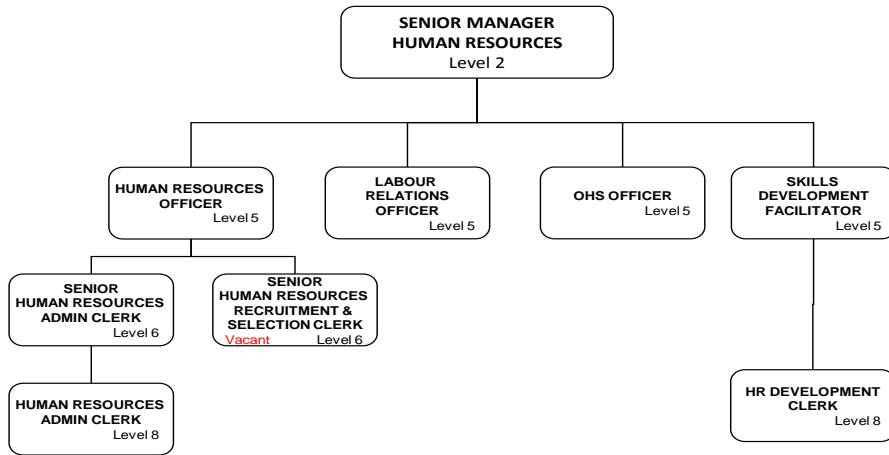 SENIOR MANAGER
HUMAN RESOURCES
Level 2
HUMAN RESOURCES
OFFICER
Level 5
LABOUR
RELATIONS
OFFICER
Level 5
OHS OFFICER
Level 5
SKILLS
DEVELOPMENT
FACILITATOR
Level 5
SENIOR
HUMAN RESOURCES
ADMIN CLERK
Level 6
SENIOR
HUMAN RESOURCES
RECRUITMENT &
SELECTION CLERK
Vacant Level 6
HUMAN RESOURCES
ADMIN CLERK
Level 8
HR DEVELOPMENT
CLERK
Level 8